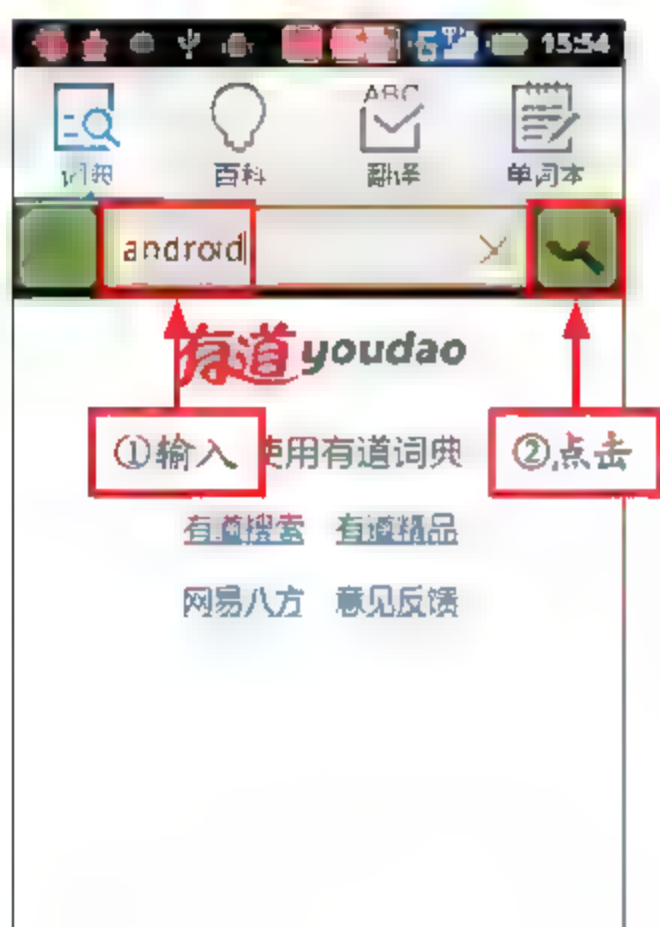 15:54
ABC
词典 百科 翻译 单词本
android
有道 youdao
①输入 使用有道词典 ②点击
有道搜索 有道精品
网易八方 意见反馈